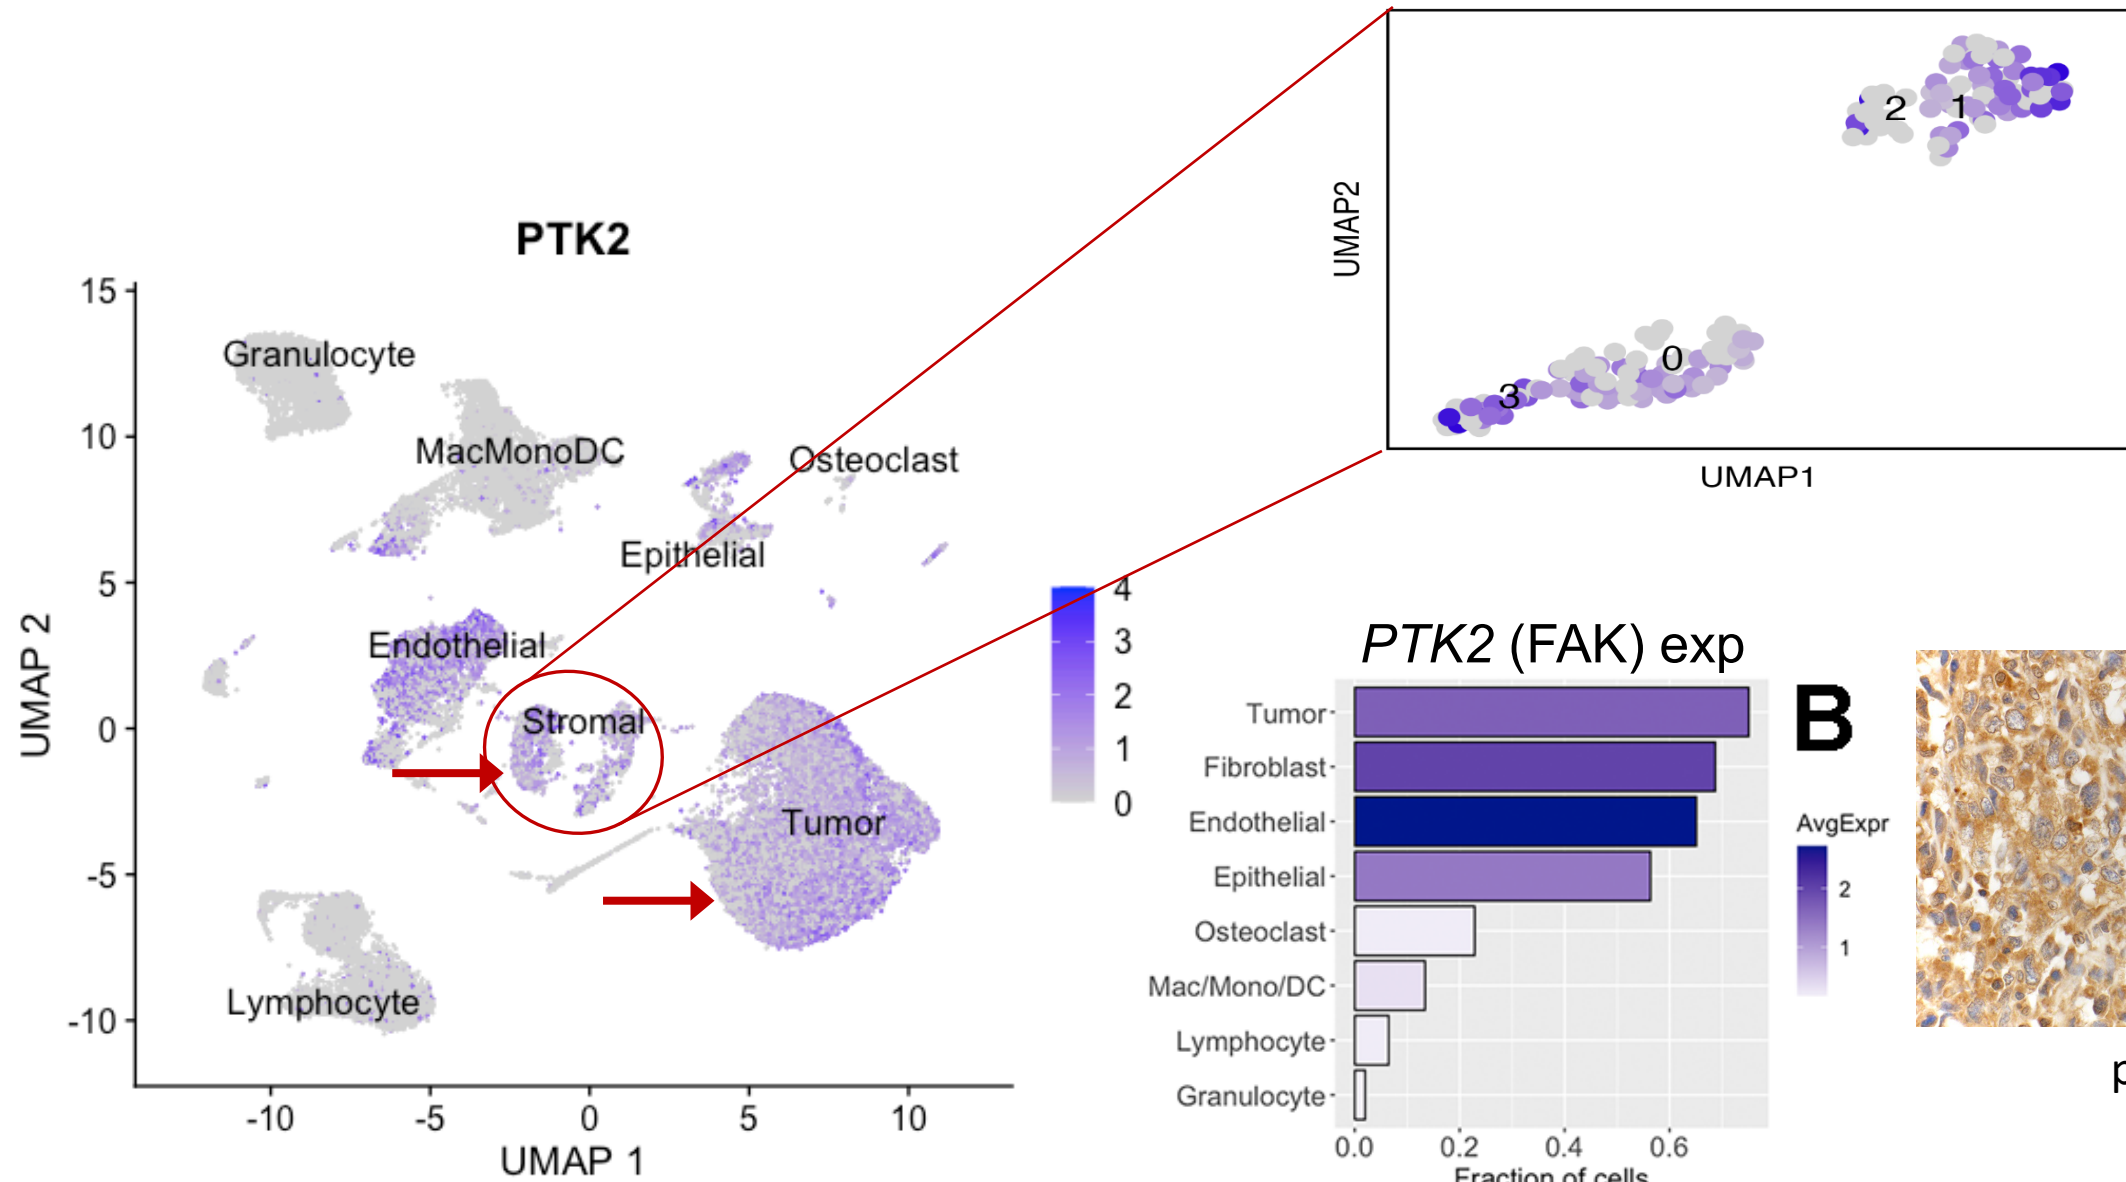 PTK2
15
10
5
0
-5
-10
UMAP 2
Granulocyte
MacMonoDC
Osteoclast
Epithelial
Endothelial
Stromal
Tumor
Lymphocyte
-10
-5
0
5
10
UMAP 1
4
3
2
1
0
UMAP2
2
1
0
3
UMAP1
PTK2 (FAK) exp
Tumor
Fibroblast
Endothelial
Epithelial
Osteoclast
Mac/Mono/DC
Lymphocyte
Granulocyte
0.0
0.2
0.4
0.6
Fraction of cells
B
AvgExpr
2
1
p